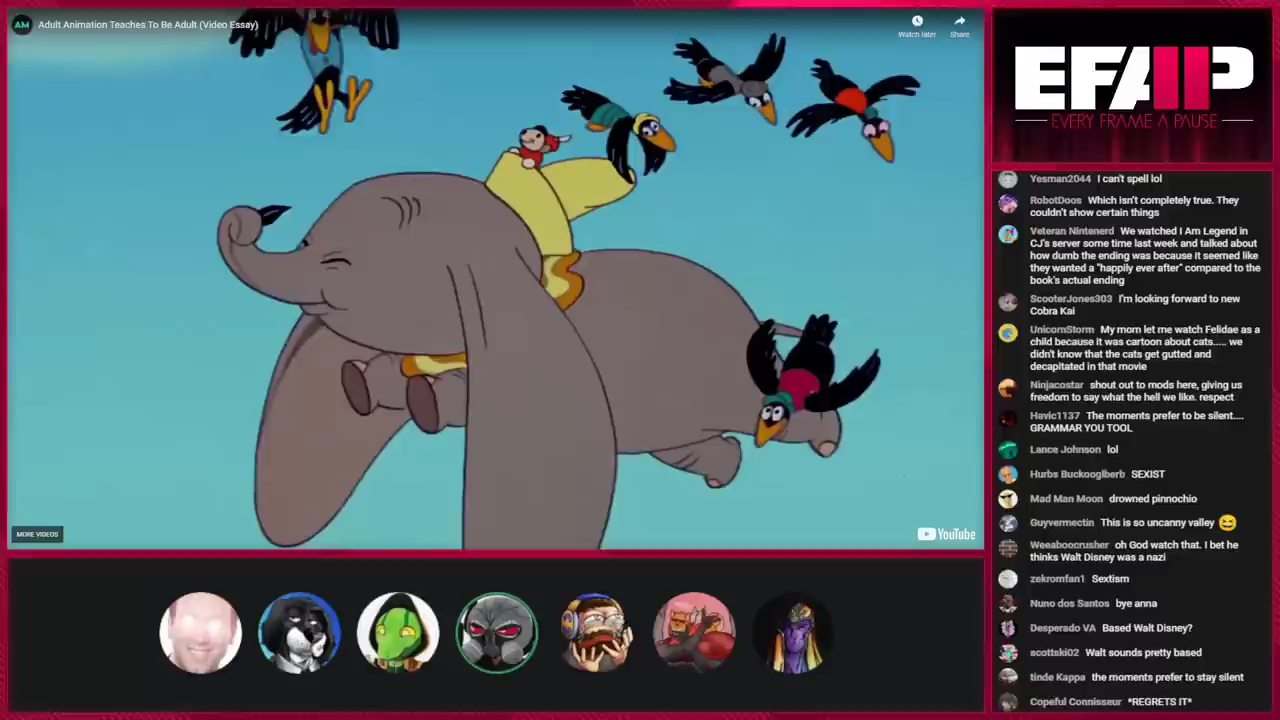 AM
Adult Animation Teaches To Be Adult (Video Essay)
Watch later
Share
MORE VIDEOS
YouTube
EFAP
EVERY FRAME A PAUSE
Yesman2044 I can't spell lol
RobotDoos Which isn't completely true. They
couldn't show certain things
Veteran Nintenerd We watched I Am Legend in
CJ's server some time last week and talked about
how dumb the ending was because it seemed like
they wanted a "happily ever after" compared to the
book's actual ending
ScooterJones303 I'm looking forward to new
Cobra Kai
UnicornStorm My mom let me watch Felidae as a
child because it was cartoon about cats..... we
didn't know that the cats get gutted and
decapitated in that movie
Ninjacostar shout out to mods here, giving us
freedom to say what the hell we like. respect
Havic1137 The moments prefer to be silent....
GRAMMAR YOU TOOL
Lance Johnson lol
Hurbs Buckooglberb SEXIST
Mad Man Moon drowned pinnochio
Guyvermectin This is so uncanny valley 😆
Weeaboocrusher oh God watch that. I bet he
thinks Walt Disney was a nazi
zekromfan1 Sextism
Nuno dos Santos bye anna
Desperado VA Based Walt Disney?
scottski02 Walt sounds pretty based
tinde Kappa the moments prefer to stay silent
Copeful Connisseur *REGRETS IT*